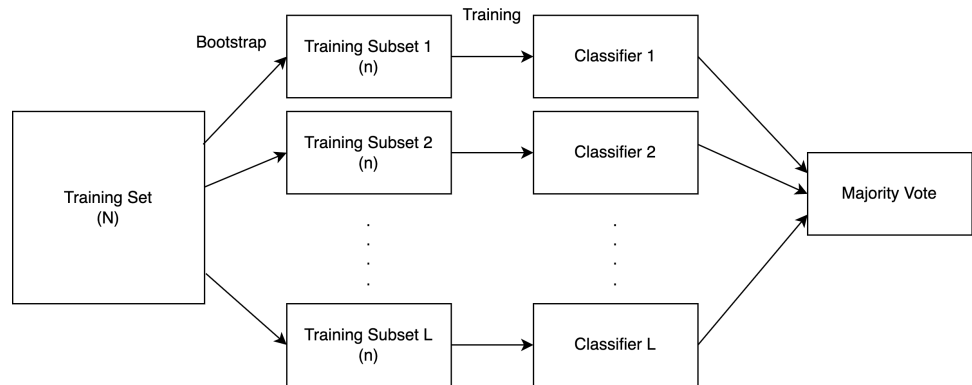 Training
Bootstrap
Training Subset 1
(n)
Classifier 1
Training Set
(N)
Training Subset 2
(n)
Classifier 2
Majority Vote
Training Subset L
(n)
Classifier L